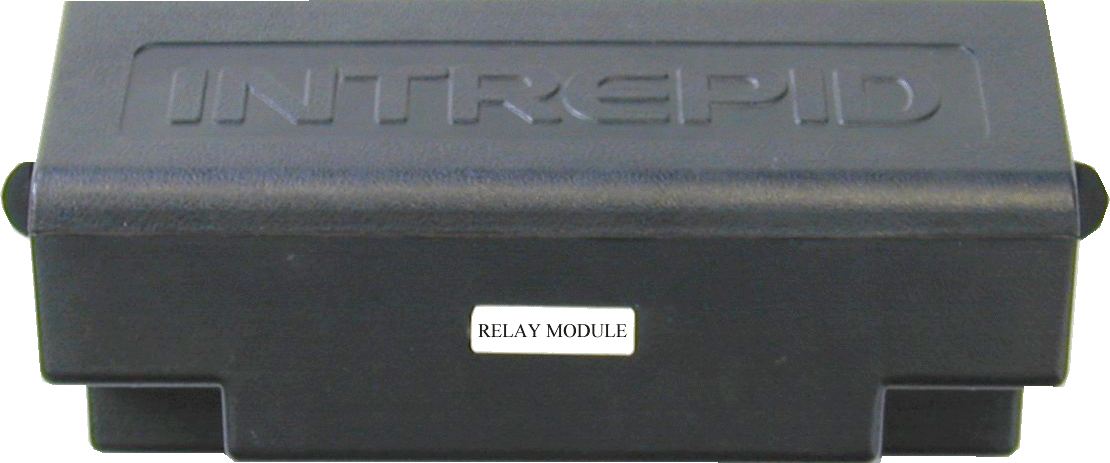 INTREPID
RELAY MODULE